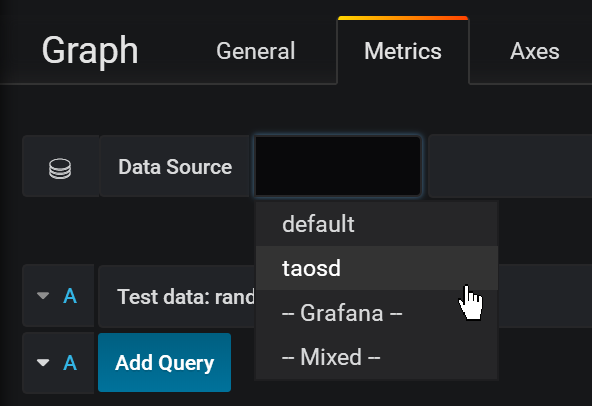 Graph General Metrics Axes
Data Source
default
taosd
-- Grafana --
-- Mixed --
A Test data: rand
A Add Query